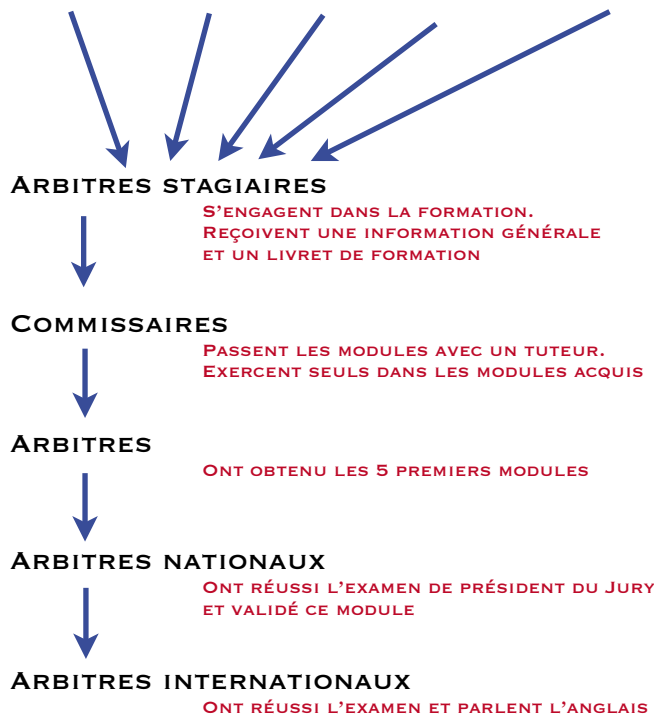 Arbitres stagiaires
S'engagent dans la formation.
Reçoivent une information générale
et un livret de formation
Commissaires
Passent les modules avec un tuteur.
Exercent seuls dans les modules acquis
Arbitres
Ont obtenu les 5 premiers modules
Arbitres nationaux
Ont réussi l'examen de président du Jury
et validé ce module
Arbitres internationaux
Ont réussi l'examen et parlent l'anglais